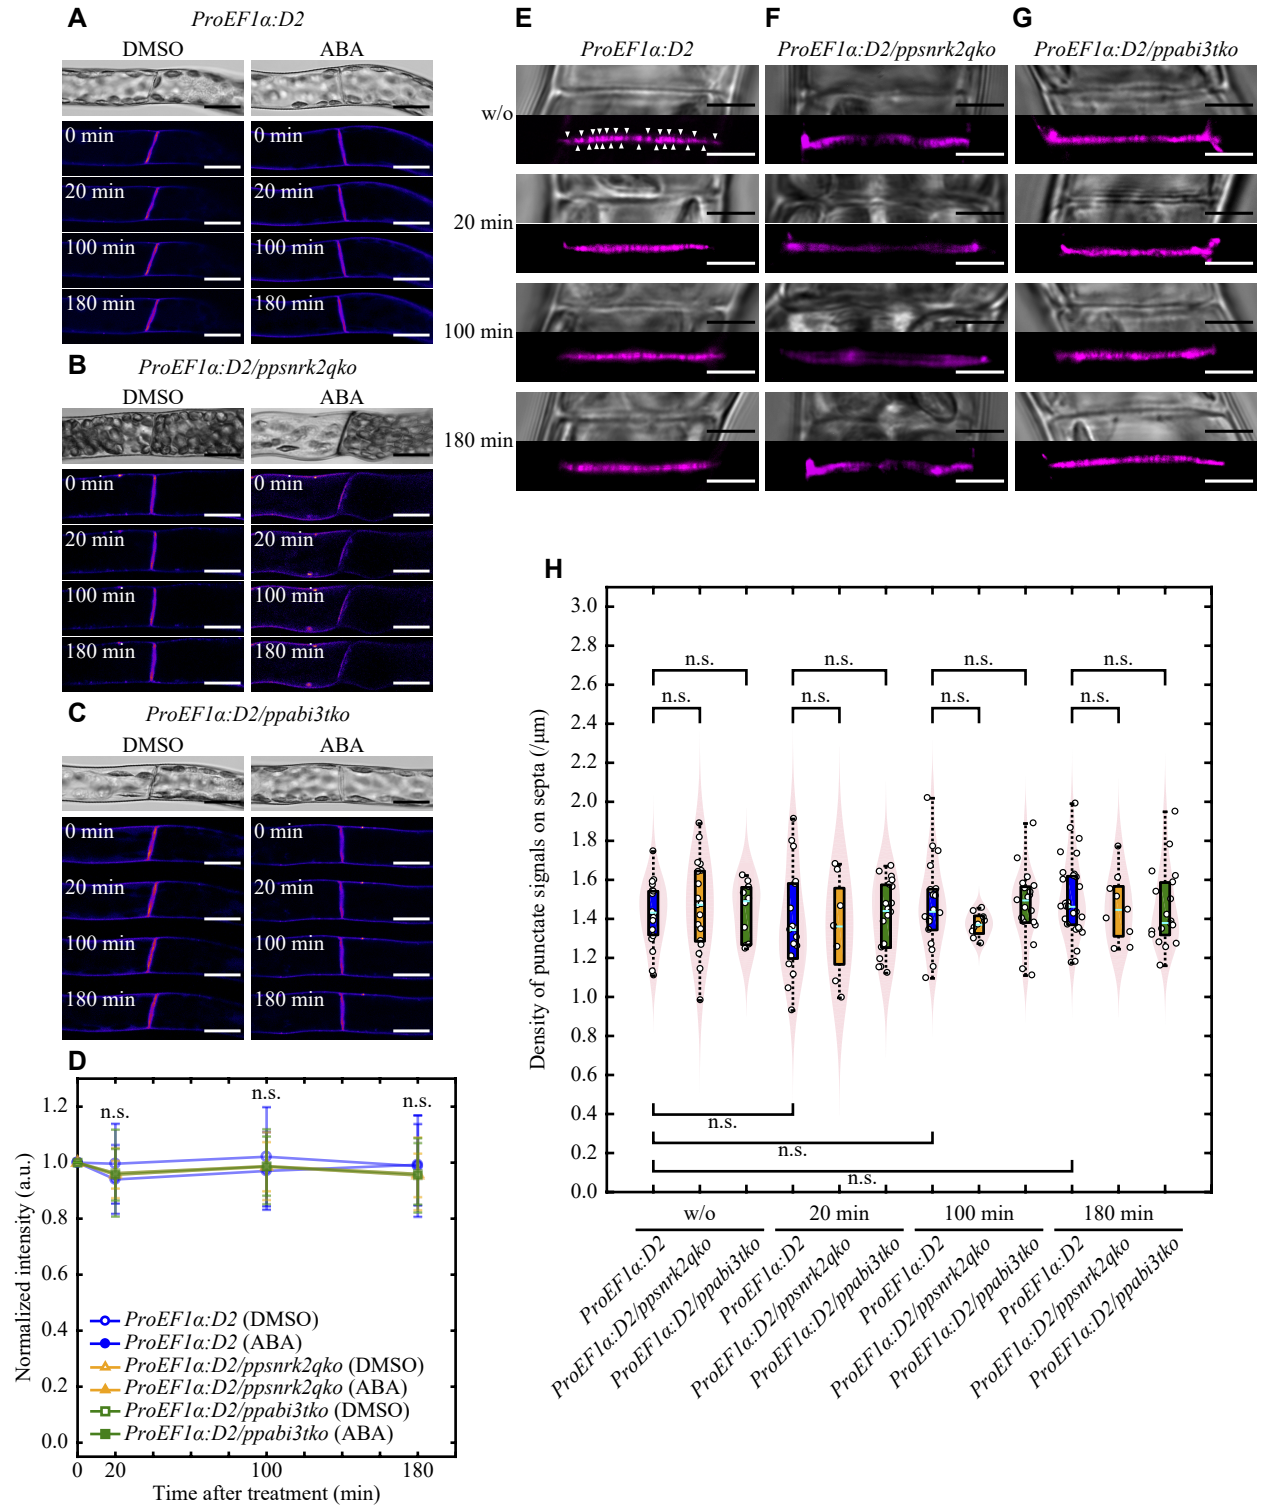 A
ProEF1α:D2
DMSO ABA
0 min 0 min
20 min 20 min
100 min 100 min
180 min 180 min
B
ProEF1α:D2/ppsnrk2qko
DMSO ABA
0 min 0 min
20 min 20 min
100 min 100 min
180 min 180 min
C
ProEF1α:D2/ppabi3tko
DMSO ABA
0 min 0 min
20 min 20 min
100 min 100 min
180 min 180 min
D
n.s. n.s. n.s.
1.2
1.0
0.8
0.6
0.4
0.2
0.0
Normalized intensity (a.u.)
ProEF1α:D2 (DMSO)
ProEF1α:D2 (ABA)
ProEF1α:D2/ppsnrk2qko (DMSO)
ProEF1α:D2/ppsnrk2qko (ABA)
ProEF1α:D2/ppabi3tko (DMSO)
ProEF1α:D2/ppabi3tko (ABA)
0 20 100 180
Time after treatment (min)
E F G
ProEF1α:D2 ProEF1α:D2/ppsnrk2qko ProEF1α:D2/ppabi3tko
w/o
20 min
100 min
180 min
H
3.0
2.8
2.6
2.4
2.2
2.0
1.8
1.6
1.4
1.2
1.0
0.8
0.6
0.4
0.2
0.0
Density of punctate signals on septa (/μm)
n.s. n.s. n.s. n.s.
n.s. n.s. n.s. n.s.
n.s.
n.s.
n.s.
w/o 20 min 100 min 180 min
ProEF1α:D2
ProEF1α:D2/ppsnrk2qko
ProEF1α:D2/ppabi3tko
ProEF1α:D2
ProEF1α:D2/ppsnrk2qko
ProEF1α:D2/ppabi3tko
ProEF1α:D2
ProEF1α:D2/ppsnrk2qko
ProEF1α:D2/ppabi3tko
ProEF1α:D2
ProEF1α:D2/ppsnrk2qko
ProEF1α:D2/ppabi3tko